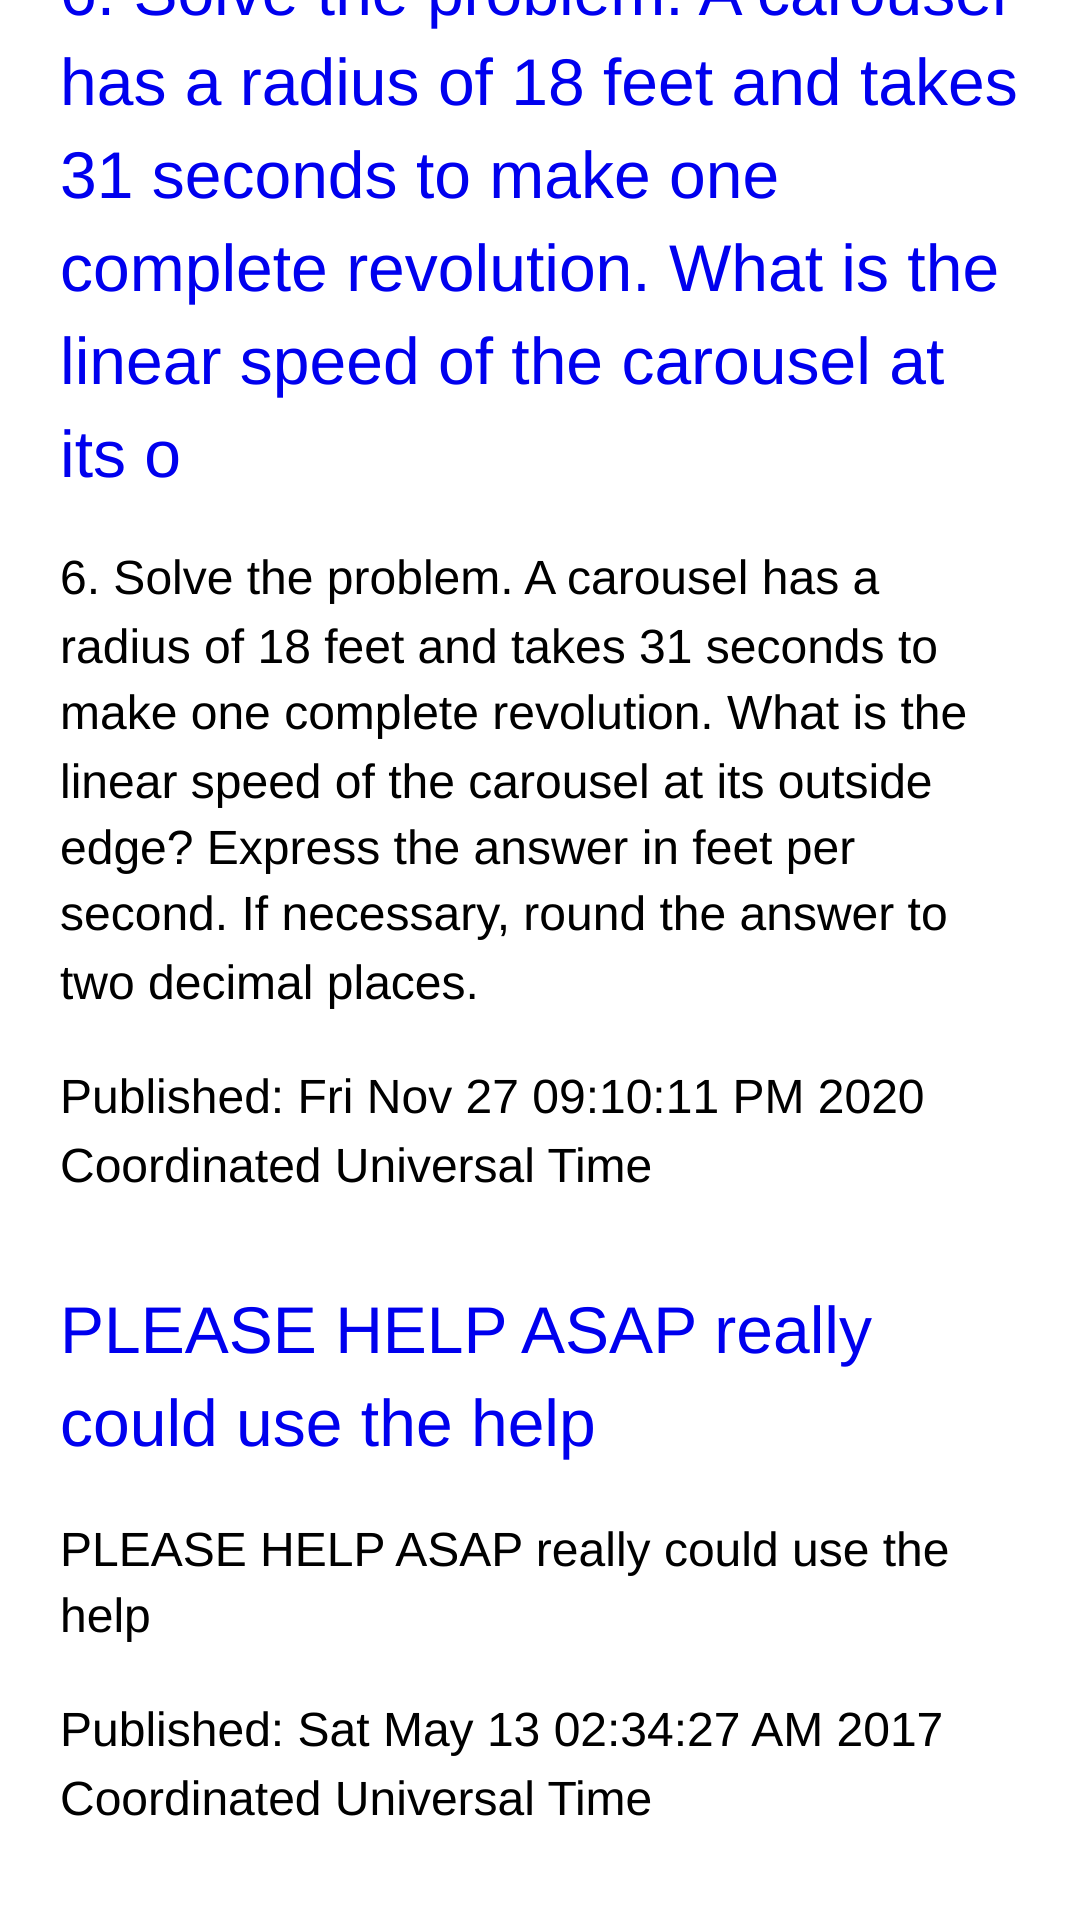 6. Solve the problem. A carousel
has a radius of 18 feet and takes
31 seconds to make one
complete revolution. What is the
linear speed of the carousel at
its o
6. Solve the problem. A carousel has a
radius of 18 feet and takes 31 seconds to
make one complete revolution. What is the
linear speed of the carousel at its outside
edge? Express the answer in feet per
second. If necessary, round the answer to
two decimal places.
Published: Fri Nov 27 09:10:11 PM 2020
Coordinated Universal Time
PLEASE HELP ASAP really
could use the help
PLEASE HELP ASAP really could use the
help
Published: Sat May 13 02:34:27 AM 2017
Coordinated Universal Time